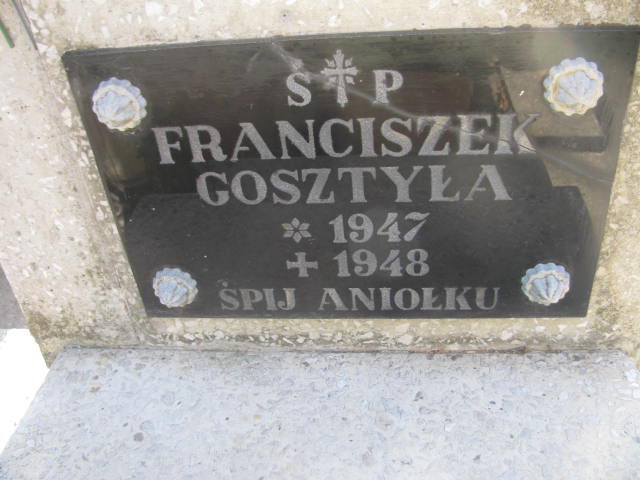 S✝P
FRANCISZEK
GOSZTYŁA
* 1947
+ 1948
ŚPIJ ANIOŁKU